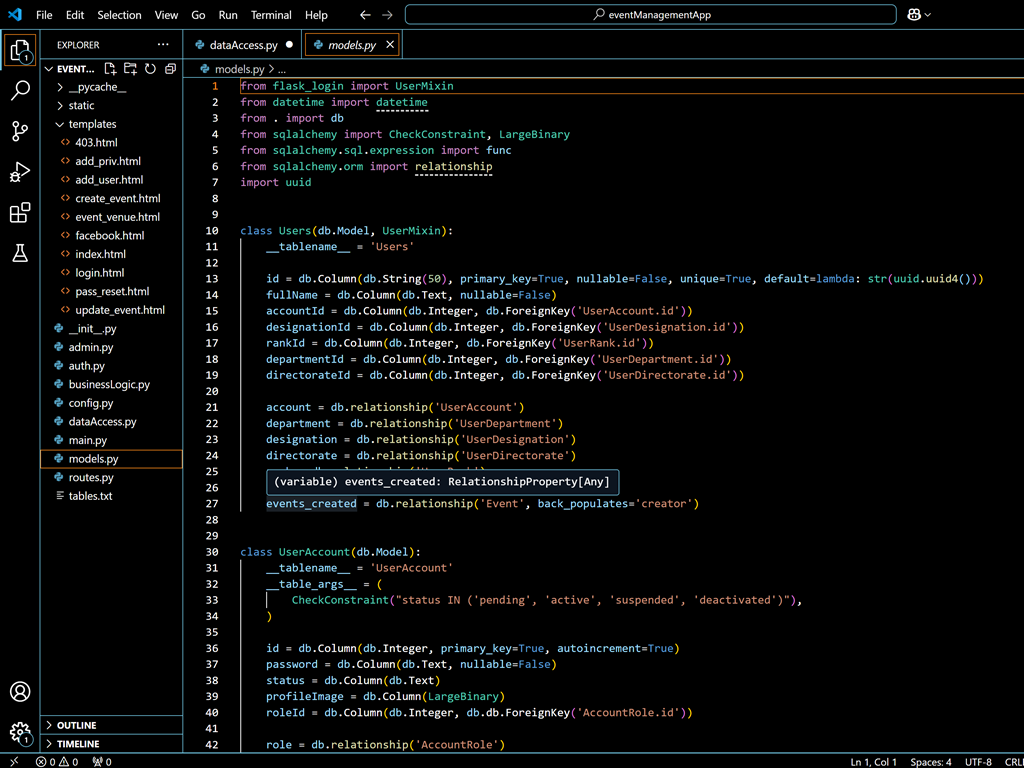 File Edit Selection View Go Run Terminal Help
eventManagementApp
EXPLORER
dataAccess.py
models.py
EVENT...
models.py > ...
__pycache__
static
templates
403.html
add_priv.html
add_user.html
create_event.html
event_venue.html
facebook.html
index.html
login.html
pass_reset.html
update_event.html
__init__.py
admin.py
auth.py
businessLogic.py
config.py
dataAccess.py
main.py
models.py
routes.py
tables.txt
OUTLINE
TIMELINE
1 from flask_login import UserMixin
2 from datetime import datetime
3 from . import db
4 from sqlalchemy import CheckConstraint, LargeBinary
5 from sqlalchemy.sql.expression import func
6 from sqlalchemy.orm import relationship
7 import uuid
8
9
10 class Users(db.Model, UserMixin):
11 __tablename__ = 'Users'
12
13 id = db.Column(db.String(50), primary_key=True, nullable=False, unique=True, default=lambda: str(uuid.uuid4()))
14 fullName = db.Column(db.Text, nullable=False)
15 accountId = db.Column(db.Integer, db.ForeignKey('UserAccount.id'))
16 designationId = db.Column(db.Integer, db.ForeignKey('UserDesignation.id'))
17 rankId = db.Column(db.Integer, db.ForeignKey('UserRank.id'))
18 departmentId = db.Column(db.Integer, db.ForeignKey('UserDepartment.id'))
19 directorateId = db.Column(db.Integer, db.ForeignKey('UserDirectorate.id'))
20
21 account = db.relationship('UserAccount')
22 department = db.relationship('UserDepartment')
23 designation = db.relationship('UserDesignation')
24 directorate = db.relationship('UserDirectorate')
25
26 (variable) events_created: RelationshipProperty[Any]
27 events_created = db.relationship('Event', back_populates='creator')
28
29
30 class UserAccount(db.Model):
31 __tablename__ = 'UserAccount'
32 __table_args__ = (
33 CheckConstraint("status IN ('pending', 'active', 'suspended', 'deactivated')"),
34 )
35
36 id = db.Column(db.Integer, primary_key=True, autoincrement=True)
37 password = db.Column(db.Text, nullable=False)
38 status = db.Column(db.Text)
39 profileImage = db.Column(LargeBinary)
40 roleId = db.Column(db.Integer, db.db.ForeignKey('AccountRole.id'))
41
42 role = db.relationship('AccountRole')
1
1
0 0 0 Ln 1, Col 1 Spaces: 4 UTF-8 CRL